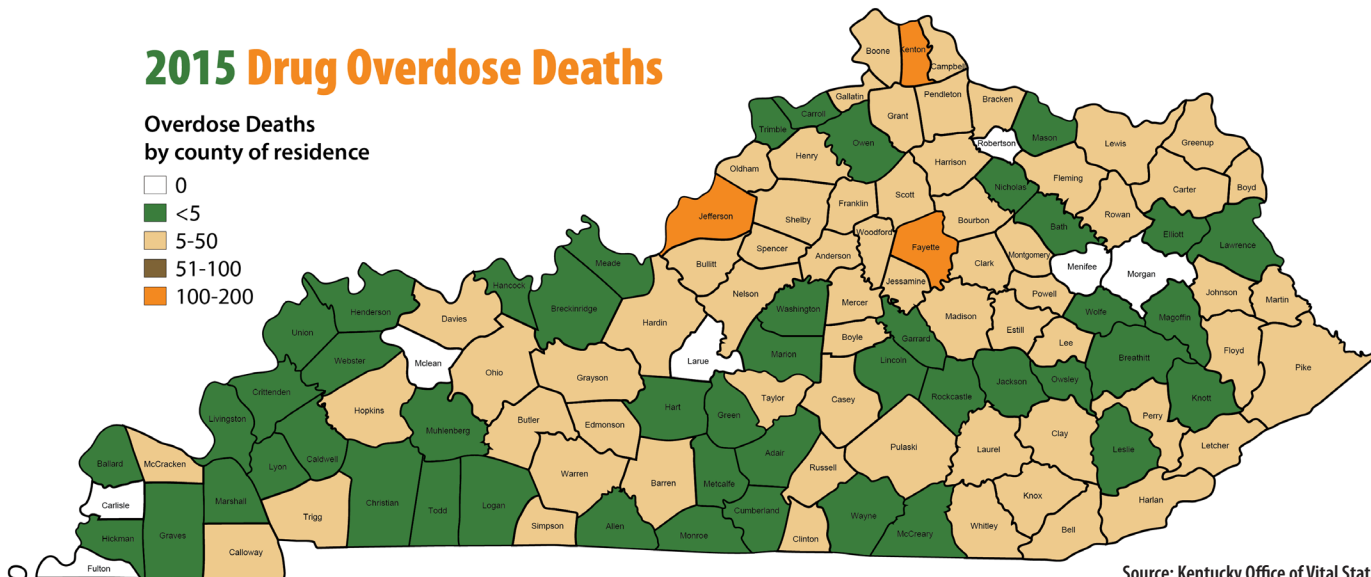 2015 Drug Overdose Deaths
Overdose Deaths
by county of residence
0
<5
5-50
51-100
100-200
Boone
Kenton
Campbell
Gallatin
Pendleton
Bracken
Grant
Carroll
Trimble
Owen
Robertson
Mason
Lewis
Greenup
Henry
Harrison
Oldham
Fleming
Carter
Boyd
Nicholas
Scott
Franklin
Jefferson
Shelby
Bourbon
Rowan
Bath
Elliott
Lawrence
Woodford
Fayette
Spencer
Anderson
Clark
Montgomery
Bullitt
Meade
Menifee
Morgan
Jessamine
Hancock
Nelson
Powell
Johnson
Martin
Mercer
Washington
Breckinridge
Henderson
Davies
Hardin
Madison
Wolfe
Magoffin
Estill
Union
Boyle
Garrard
Lee
Marion
Floyd
Breathitt
Webster
Mclean
Larue
Lincoln
Pike
Ohio
Grayson
Jackson
Owsley
Crittenden
Rockcastle
Knott
Taylor
Casey
Hopkins
Hart
Green
Perry
Livingston
Butler
Edmonson
Muhlenberg
Clay
Letcher
Pulaski
Laurel
Leslie
Adair
Caldwell
Ballard
McCracken
Lyon
Russell
Warren
Barren
Metcalfe
Knox
Harlan
Marshall
Christian
Carlisle
Logan
Todd
Cumberland
Trigg
Wayne
Simpson
Allen
Whitley
Bell
Graves
Hickman
Monroe
McCreary
Clinton
Calloway
Fulton
Source: Kentucky Office of Vital Stat